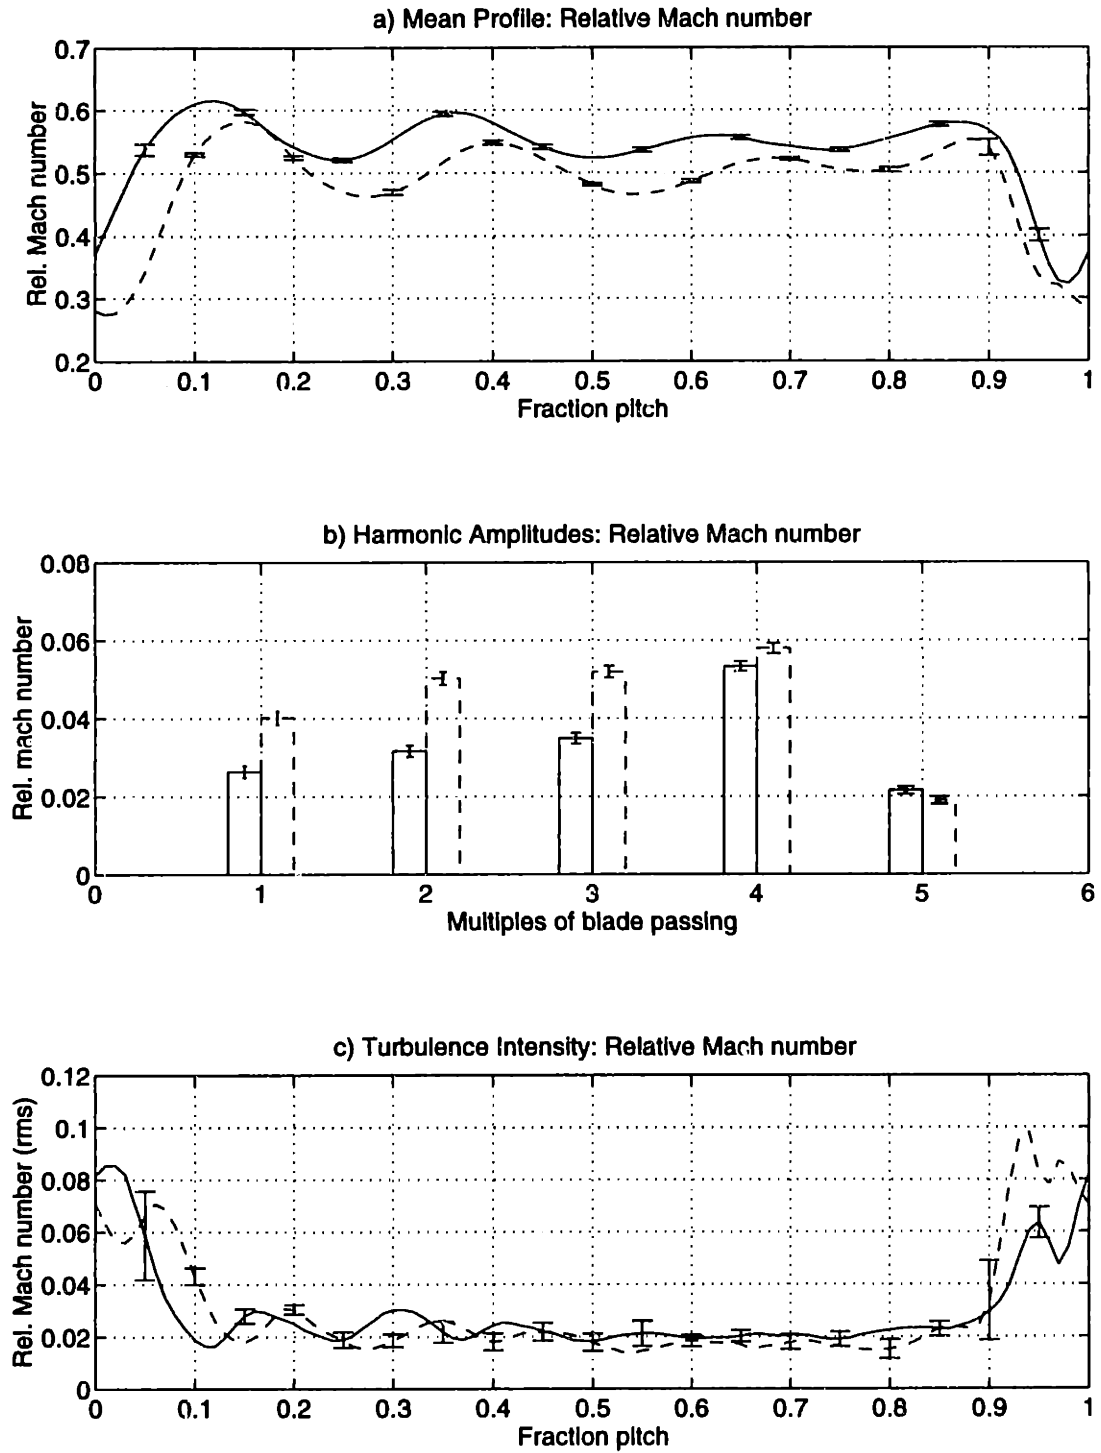 a) Mean Profile: Relative Mach number
0.7
0.6
0.5
0.4
0.3
0.2
Rel. Mach number
0 0.1 0.2 0.3 0.4 0.5 0.6 0.7 0.8 0.9 1
Fraction pitch
b) Harmonic Amplitudes: Relative Mach number
0.08
0.06
0.04
0.02
0
Rel. mach number
0 1 2 3 4 5 6
Multiples of blade passing
c) Turbulence Intensity: Relative Mach number
0.12
0.1
0.08
0.06
0.04
0.02
0
Rel. Mach number (rms)
0 0.1 0.2 0.3 0.4 0.5 0.6 0.7 0.8 0.9 1
Fraction pitch